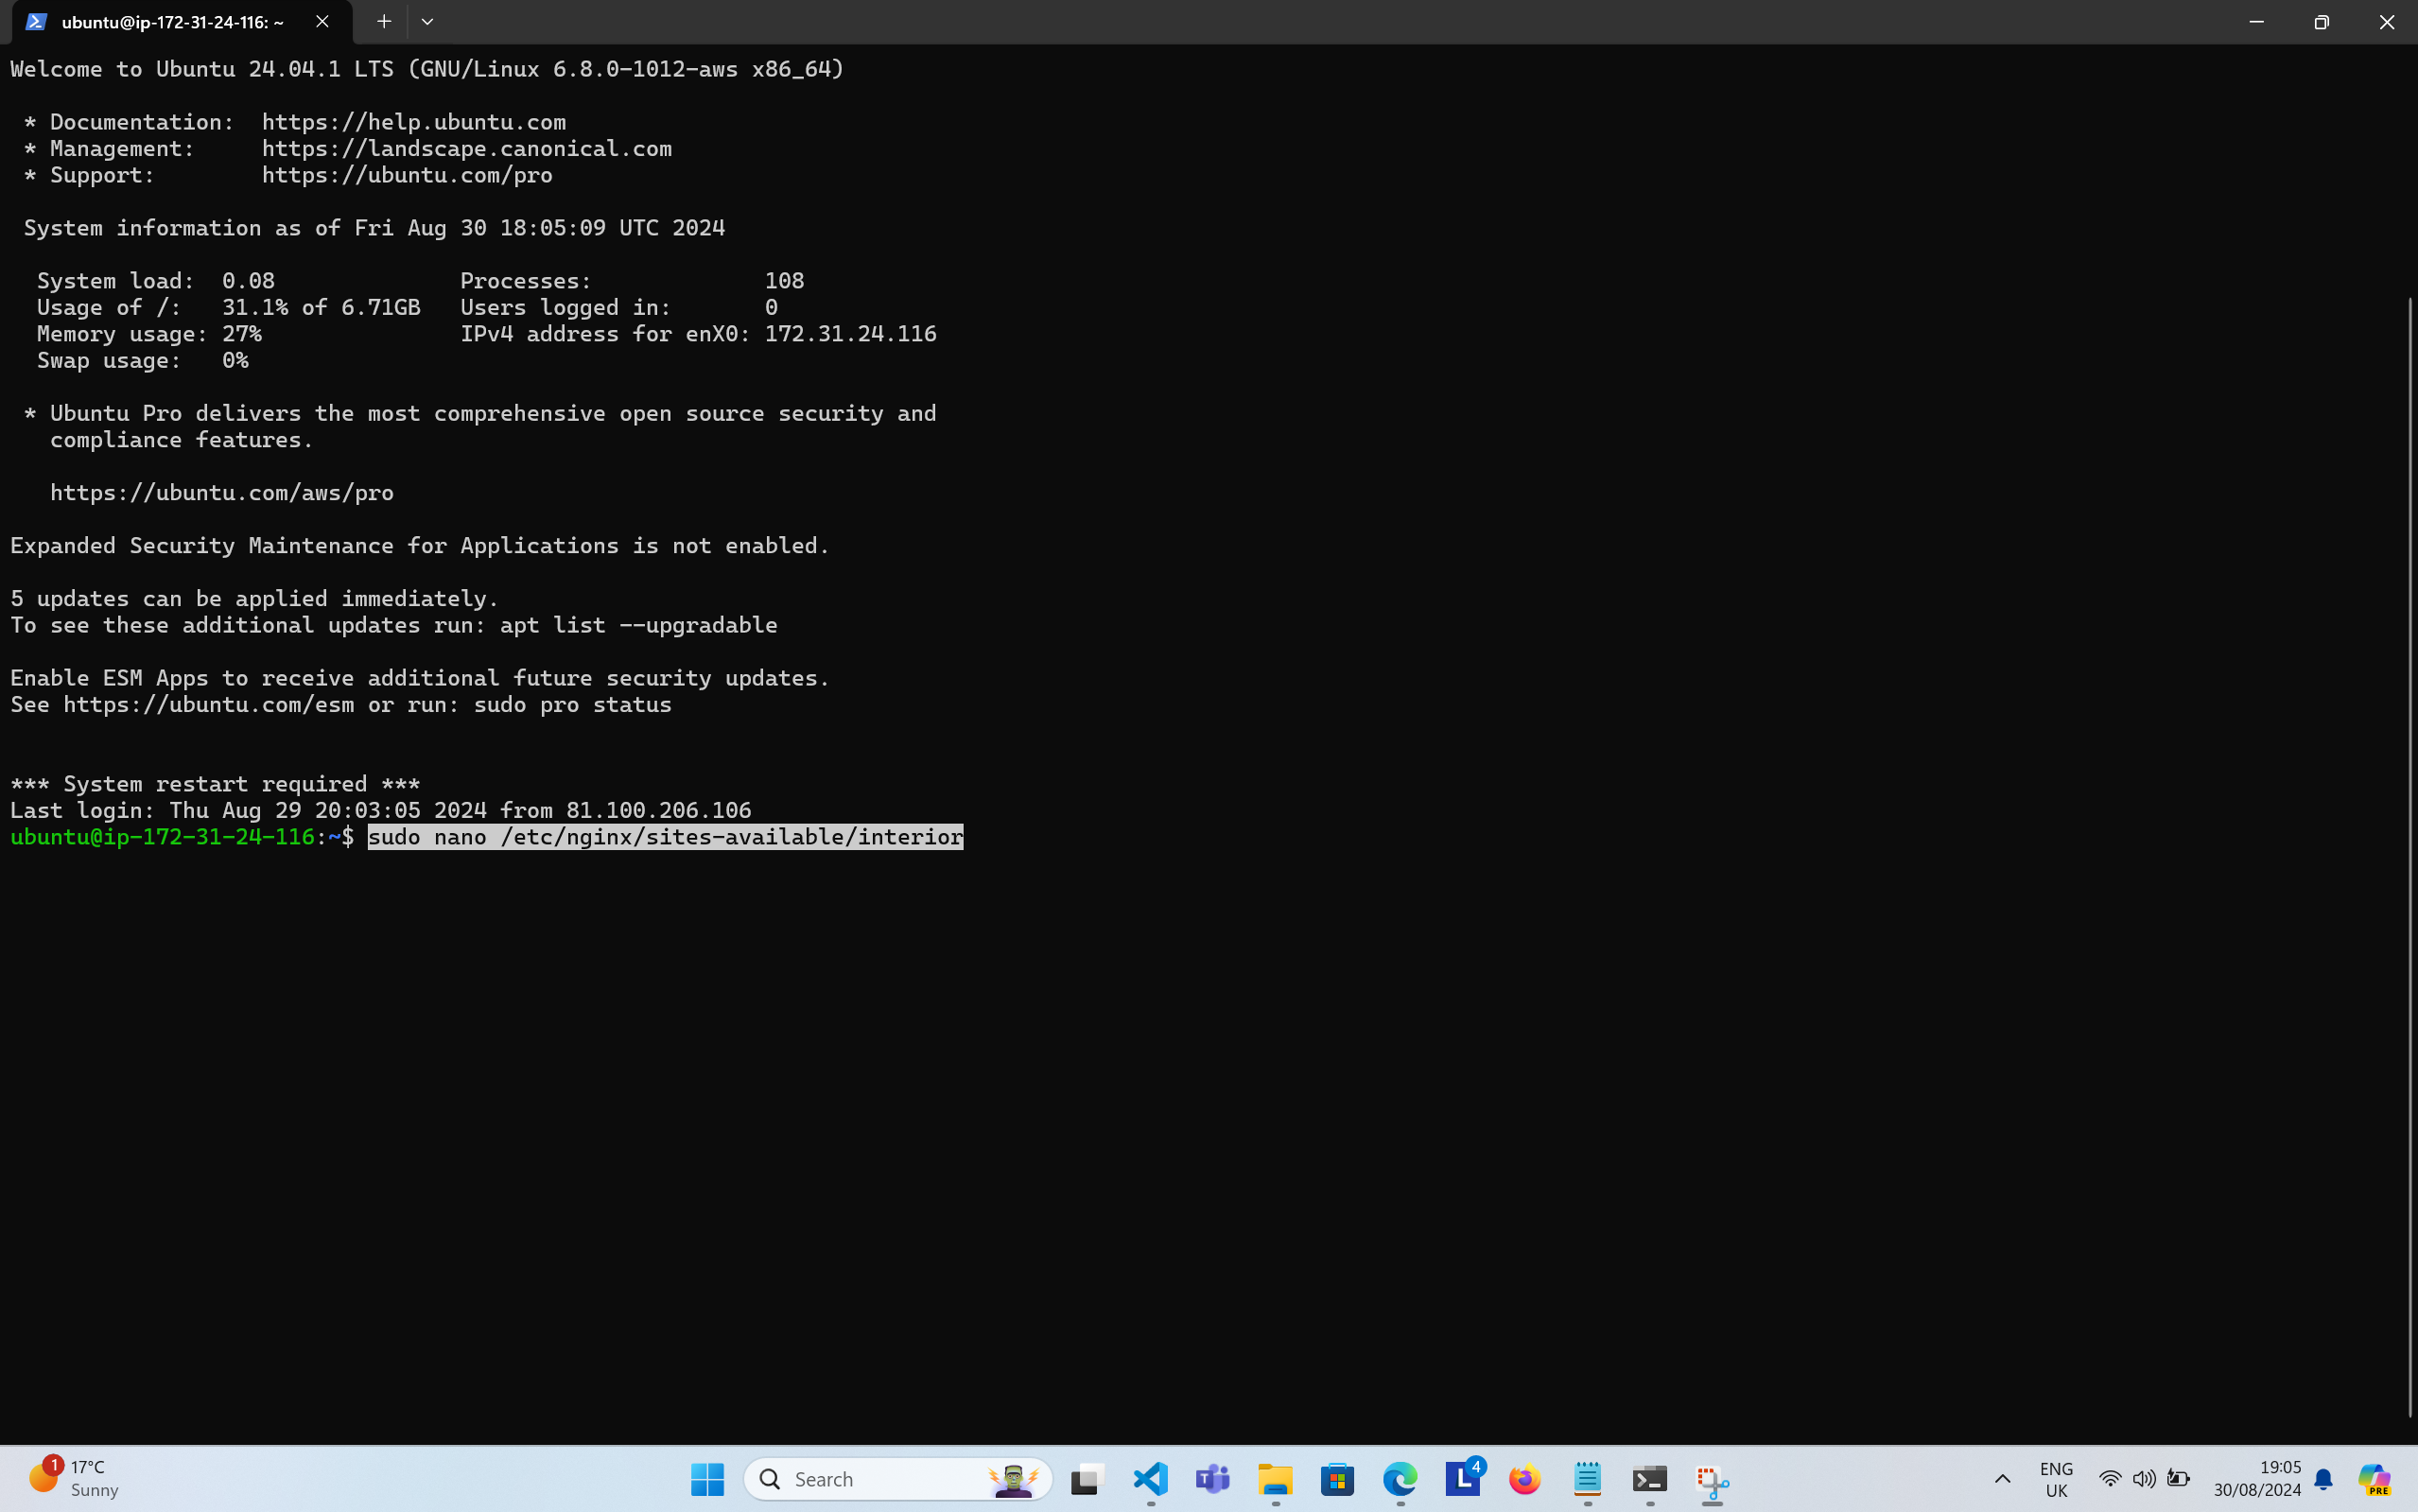 ubuntu@ip-172-31-24-116: ~
Welcome to Ubuntu 24.04.1 LTS (GNU/Linux 6.8.0-1012-aws x86_64)
* Documentation:  https://help.ubuntu.com
* Management:     https://landscape.canonical.com
* Support:        https://ubuntu.com/pro
System information as of Fri Aug 30 18:05:09 UTC 2024
System load:  0.08              Processes:             108
Usage of /:   31.1% of 6.71GB   Users logged in:       0
Memory usage: 27%               IPv4 address for enX0: 172.31.24.116
Swap usage:   0%
* Ubuntu Pro delivers the most comprehensive open source security and
compliance features.
https://ubuntu.com/aws/pro
Expanded Security Maintenance for Applications is not enabled.
5 updates can be applied immediately.
To see these additional updates run: apt list --upgradable
Enable ESM Apps to receive additional future security updates.
See https://ubuntu.com/esm or run: sudo pro status
*** System restart required ***
Last login: Thu Aug 29 20:03:05 2024 from 81.100.206.106
ubuntu@ip-172-31-24-116:~$ sudo nano /etc/nginx/sites-available/interior
1 17°C
Sunny
Search
T
L 4
ENG
UK
19:05
30/08/2024
PRE